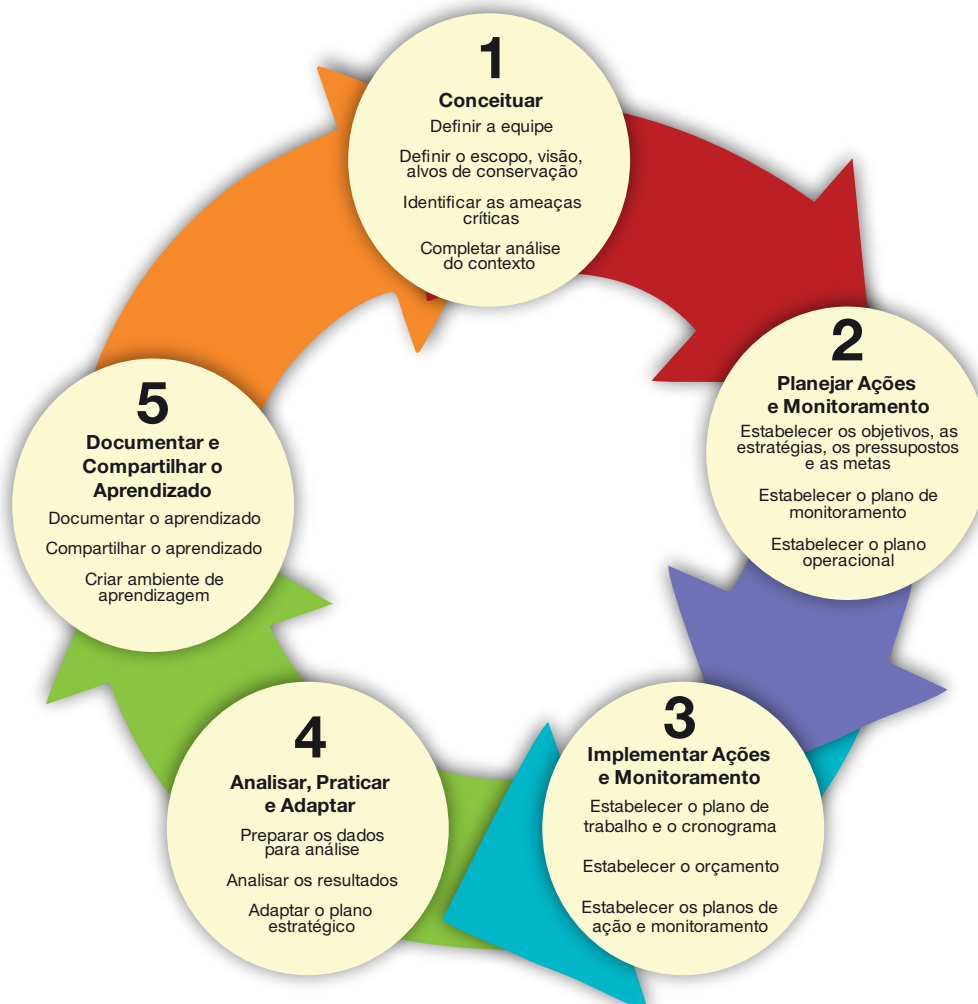 1
Conceituar
Definir a equipe
Definir o escopo, visão,
alvos de conservação
Identificar as ameaças
críticas
Completar análise
do contexto
2
Planejar Ações
e Monitoramento
Estabelecer os objetivos, as
estratégias, os pressupostos
e as metas
Estabelecer o plano de
monitoramento
Estabelecer o plano
operacional
3
Implementar Ações
e Monitoramento
Estabelecer o plano de
trabalho e o cronograma
Estabelecer o orçamento
Estabelecer os planos de
ação e monitoramento
4
Analisar, Praticar
e Adaptar
Preparar os dados
para análise
Analisar os resultados
Adaptar o plano
estratégico
5
Documentar e
Compartilhar o
Aprendizado
Documentar o aprendizado
Compartilhar o aprendizado
Criar ambiente de
aprendizagem